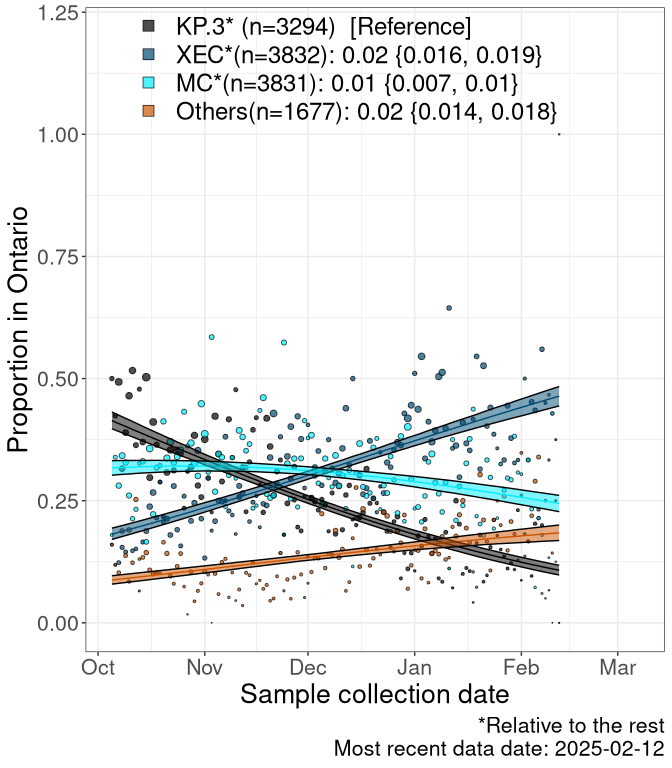 KP.3* (n=3294)  [Reference]
XEC*(n=3832): 0.02 {0.016, 0.019}
MC*(n=3831): 0.01 {0.007, 0.01}
Others(n=1677): 0.02 {0.014, 0.018}
1.25
1.00
0.75
0.50
0.25
0.00
Proportion in Ontario
Oct Nov Dec Jan Feb Mar
Sample collection date
*Relative to the rest
Most recent data date: 2025-02-12